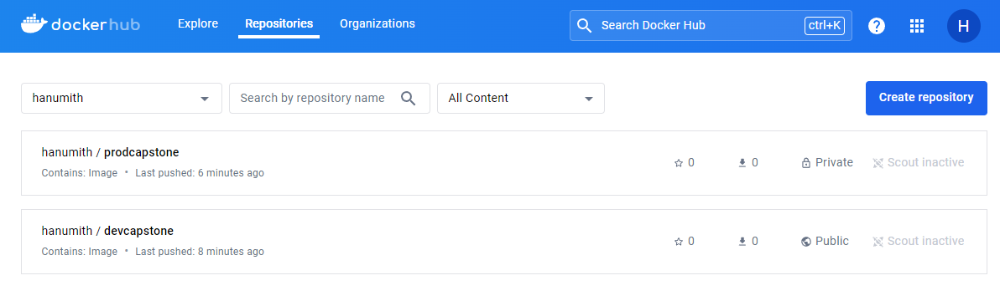 dockerhub Explore Repositories Organizations Search Docker Hub ctrl+K ? H
hanumith Search by repository name All Content Create repository
hanumith / prodcapstone
Contains: Image • Last pushed: 6 minutes ago
0 0 Private Scout inactive
hanumith / devcapstone
Contains: Image • Last pushed: 8 minutes ago
0 0 Public Scout inactive